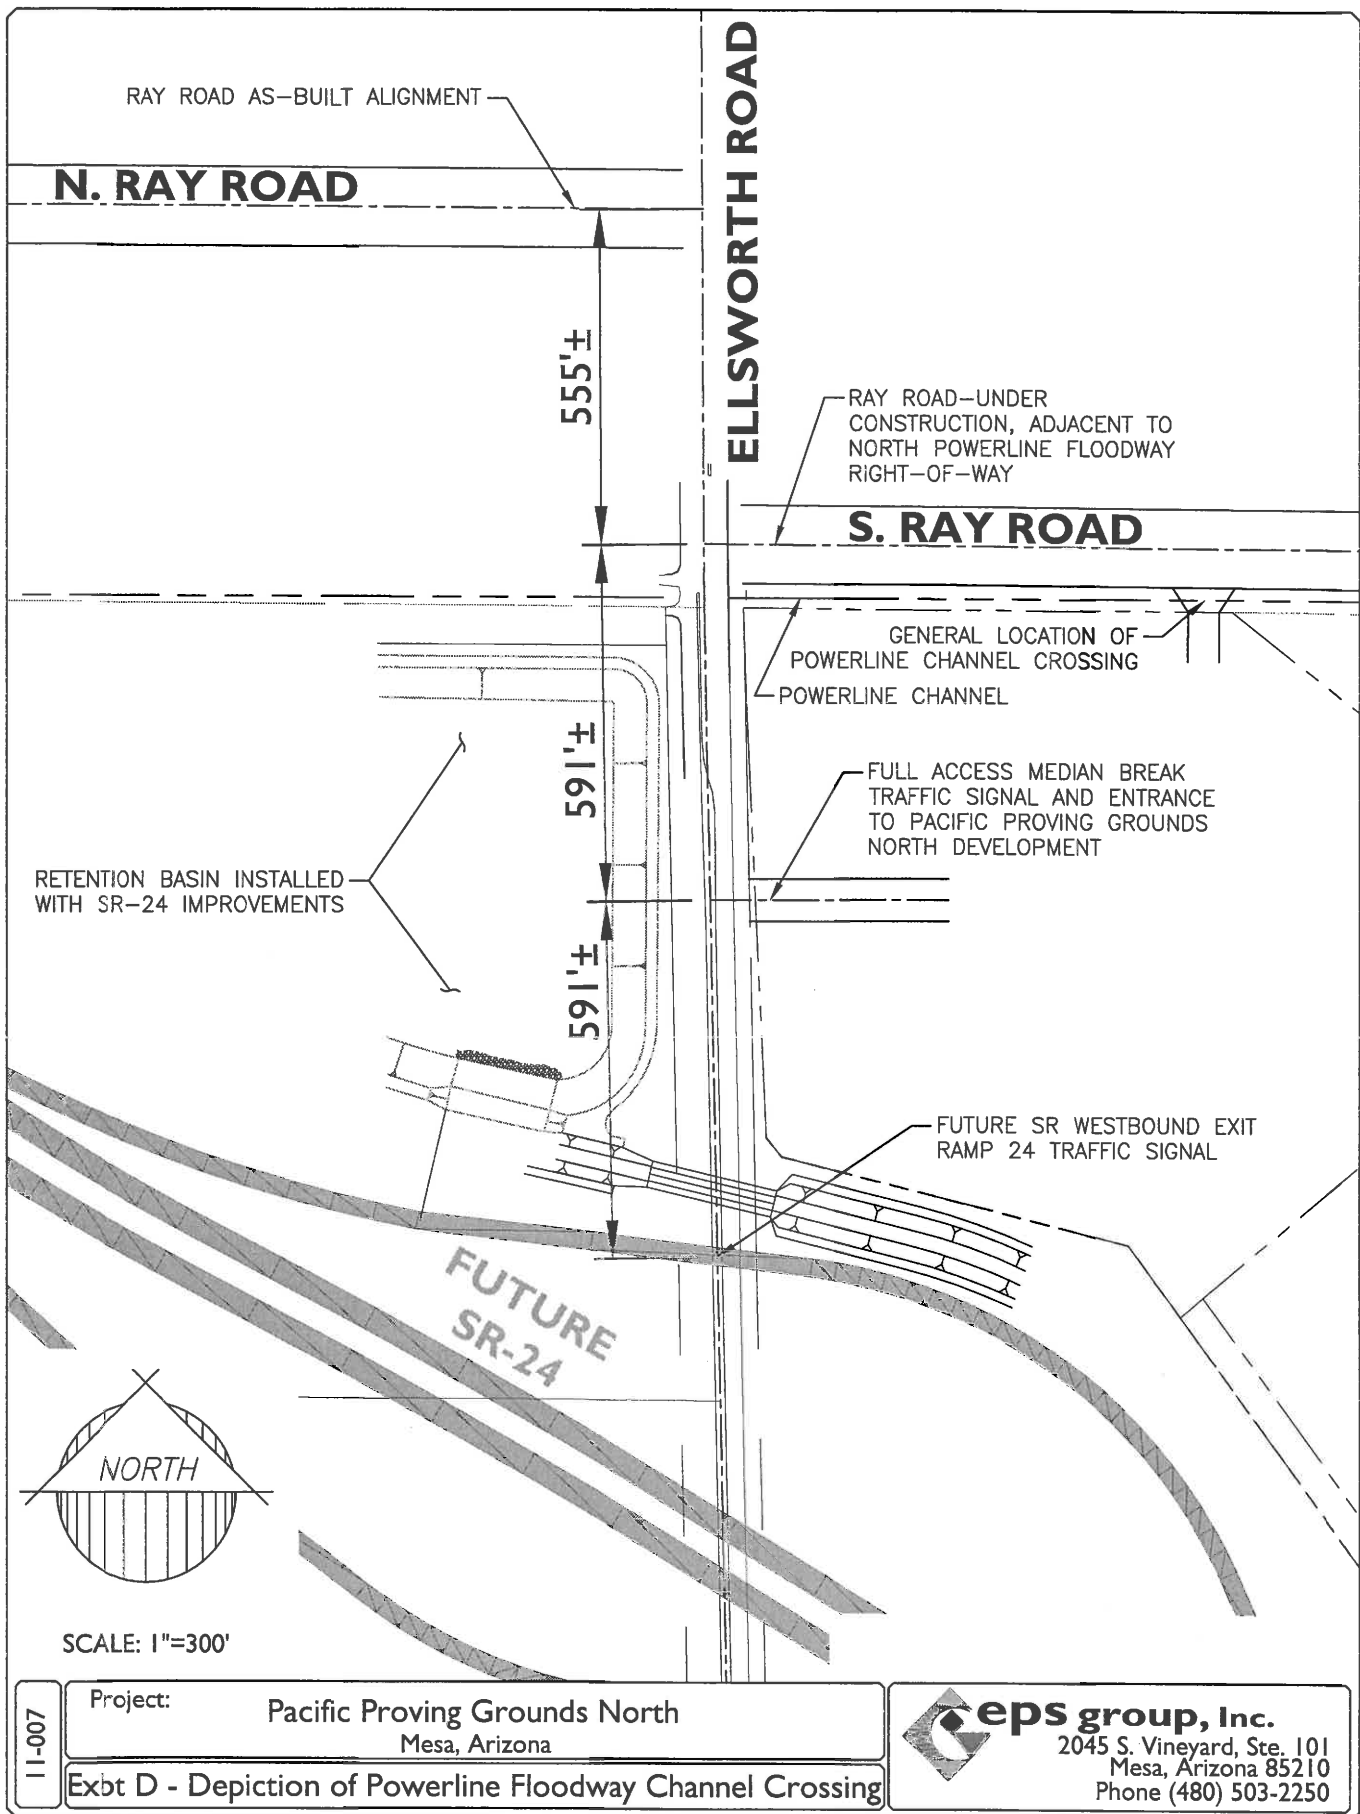 RAY ROAD AS-BUILT ALIGNMENT
N. RAY ROAD
ELLSWORTH ROAD
555'±
RAY ROAD-UNDER
CONSTRUCTION, ADJACENT TO
NORTH POWERLINE FLOODWAY
RIGHT-OF-WAY
S. RAY ROAD
GENERAL LOCATION OF
POWERLINE CHANNEL CROSSING
POWERLINE CHANNEL
591'±
FULL ACCESS MEDIAN BREAK
TRAFFIC SIGNAL AND ENTRANCE
TO PACIFIC PROVING GROUNDS
NORTH DEVELOPMENT
RETENTION BASIN INSTALLED
WITH SR-24 IMPROVEMENTS
591'±
FUTURE SR WESTBOUND EXIT
RAMP 24 TRAFFIC SIGNAL
FUTURE
SR-24
NORTH
SCALE: 1"=300'
11-007
Project:
Pacific Proving Grounds North
Mesa, Arizona
Exbt D - Depiction of Powerline Floodway Channel Crossing
eps group, Inc.
2045 S. Vineyard, Ste. 101
Mesa, Arizona 85210
Phone (480) 503-2250